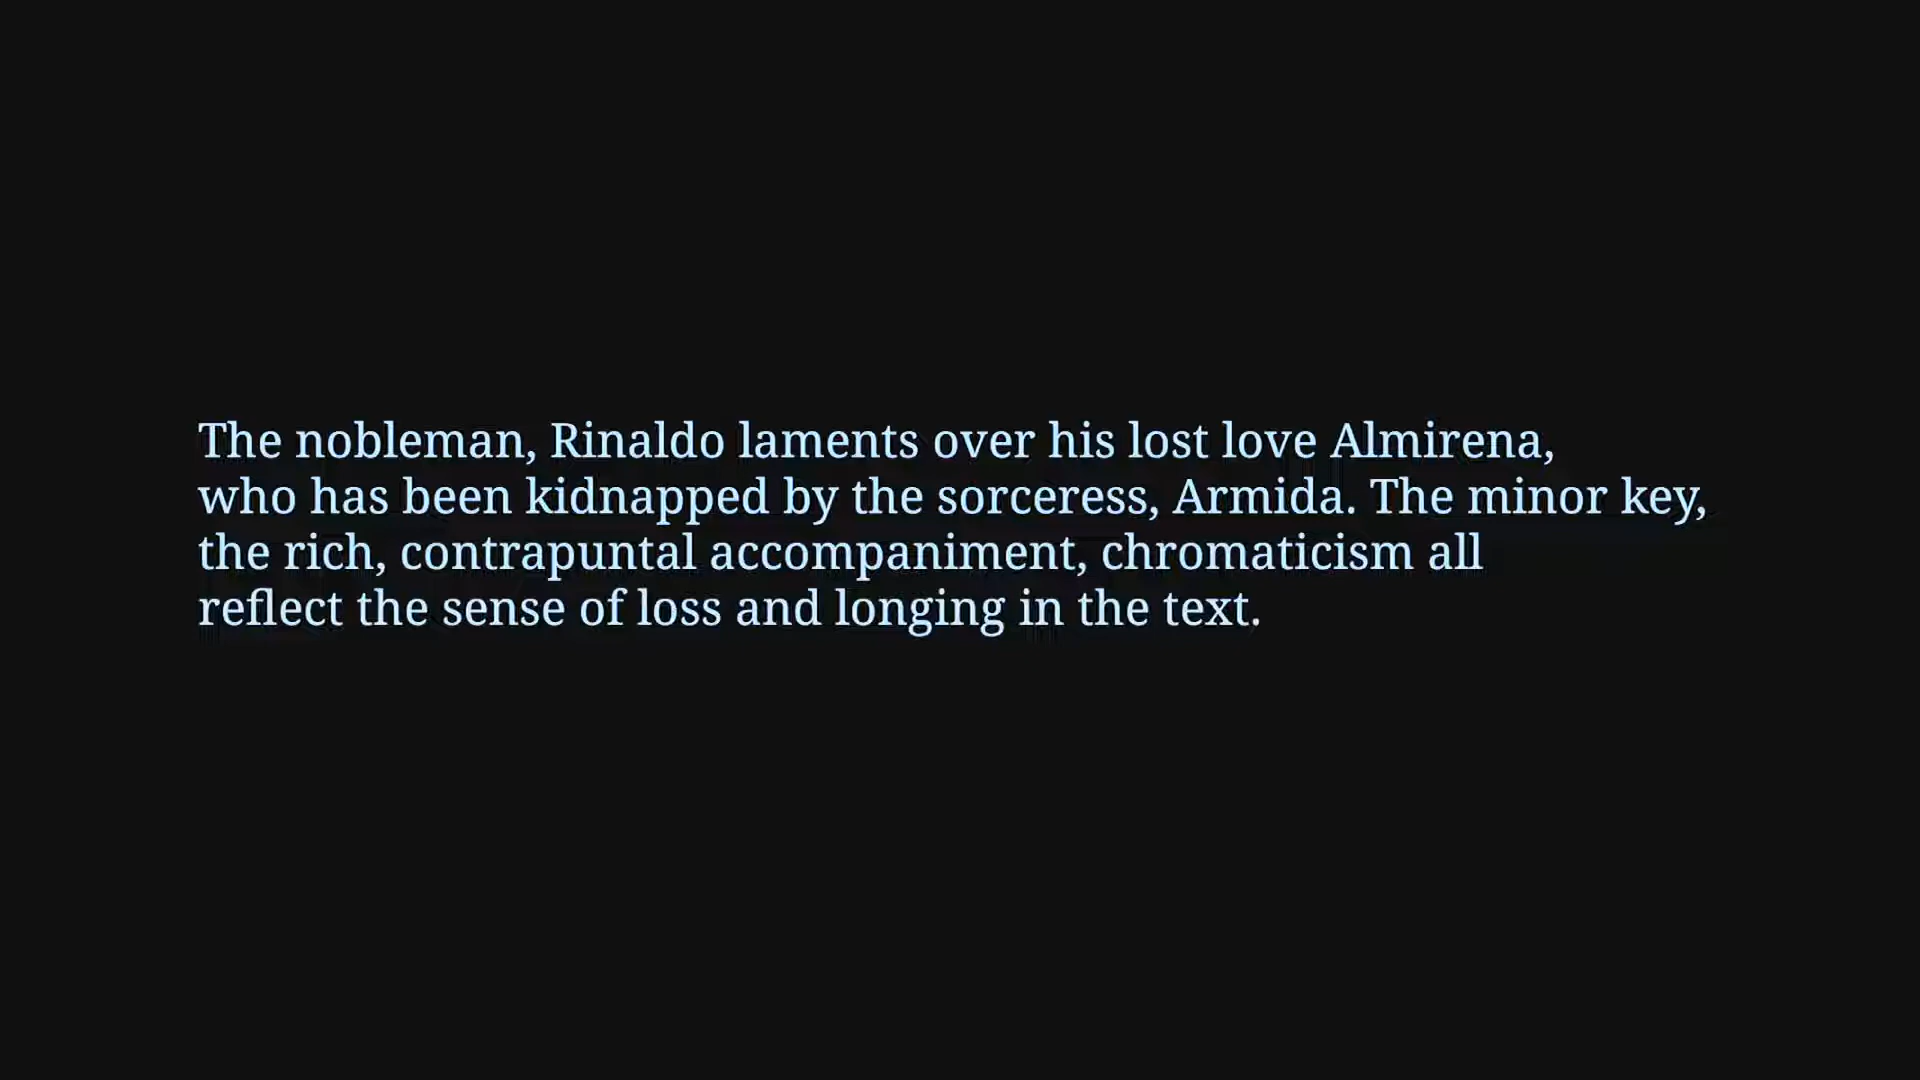 The nobleman, Rinaldo laments over his lost love Almirena,
who has been kidnapped by the sorceress, Armida. The minor key,
the rich, contrapuntal accompaniment, chromaticism all
reflect the sense of loss and longing in the text.